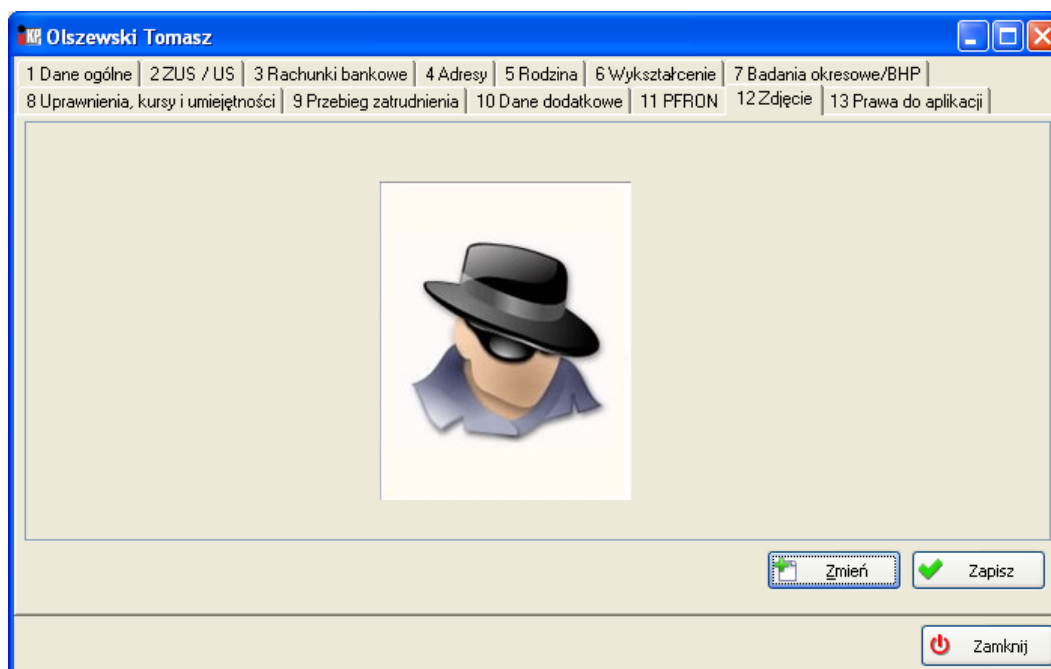 KP Olszewski Tomasz
1 Dane ogólne 2 ZUS / US 3 Rachunki bankowe 4 Adresy 5 Rodzina 6 Wykształcenie 7 Badania okresowe/BHP
8 Uprawnienia, kursy i umiejętności 9 Przebieg zatrudnienia 10 Dane dodatkowe 11 PFRON 12 Zdjęcie 13 Prawa do aplikacji
Zmień Zapisz
Zamknij